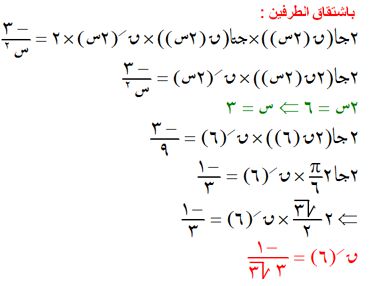 باشتقاق الطرفين :
٢جا(ن(٢س))×جتا(ن(٢س))×ن′(٢س)×٢ = −٣/س٢
٢جا(٢ن(٢س))×ن′(٢س) = −٣/س٢
٢س = ٦ ⇐ س = ٣
٢جا(٢ن(٦))×ن′(٦) = −٣/٩
٢جا٢ π/٦ ×ن′(٦) = −١/٣
⇐ ٢ √٣/٢ ×ن′(٦) = −١/٣
ن′(٦) = −١/٣√٣